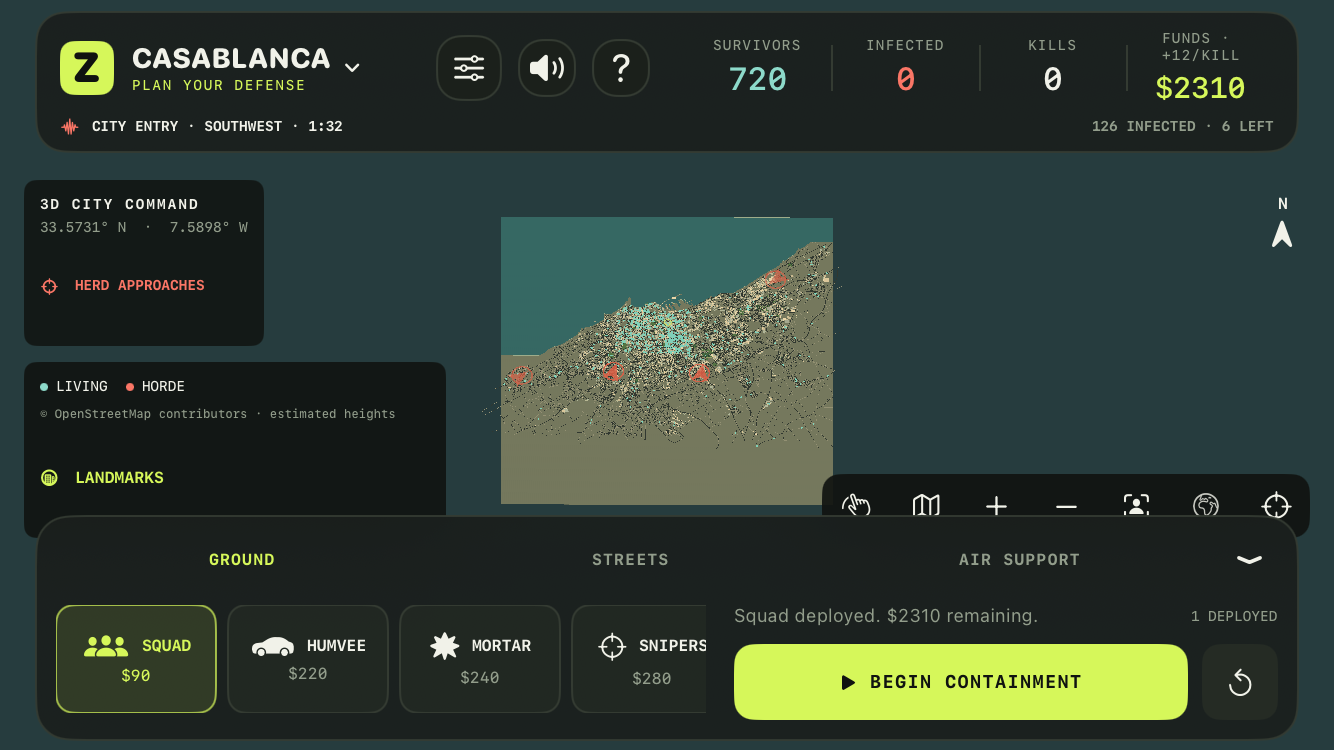 Z
CASABLANCA
PLAN YOUR DEFENSE
?
SURVIVORS
720
INFECTED
0
KILLS
0
FUNDS ·
+12/KILL
$2310
CITY ENTRY · SOUTHWEST · 1:32
126 INFECTED · 6 LEFT
3D CITY COMMAND
33.5731° N · 7.5898° W
HERD APPROACHES
N
LIVING HORDE
© OpenStreetMap contributors · estimated heights
LANDMARKS
GROUND
STREETS
AIR SUPPORT
SQUAD
$90
HUMVEE
$220
MORTAR
$240
SNIPERS
$280
Squad deployed. $2310 remaining.
1 DEPLOYED
BEGIN CONTAINMENT